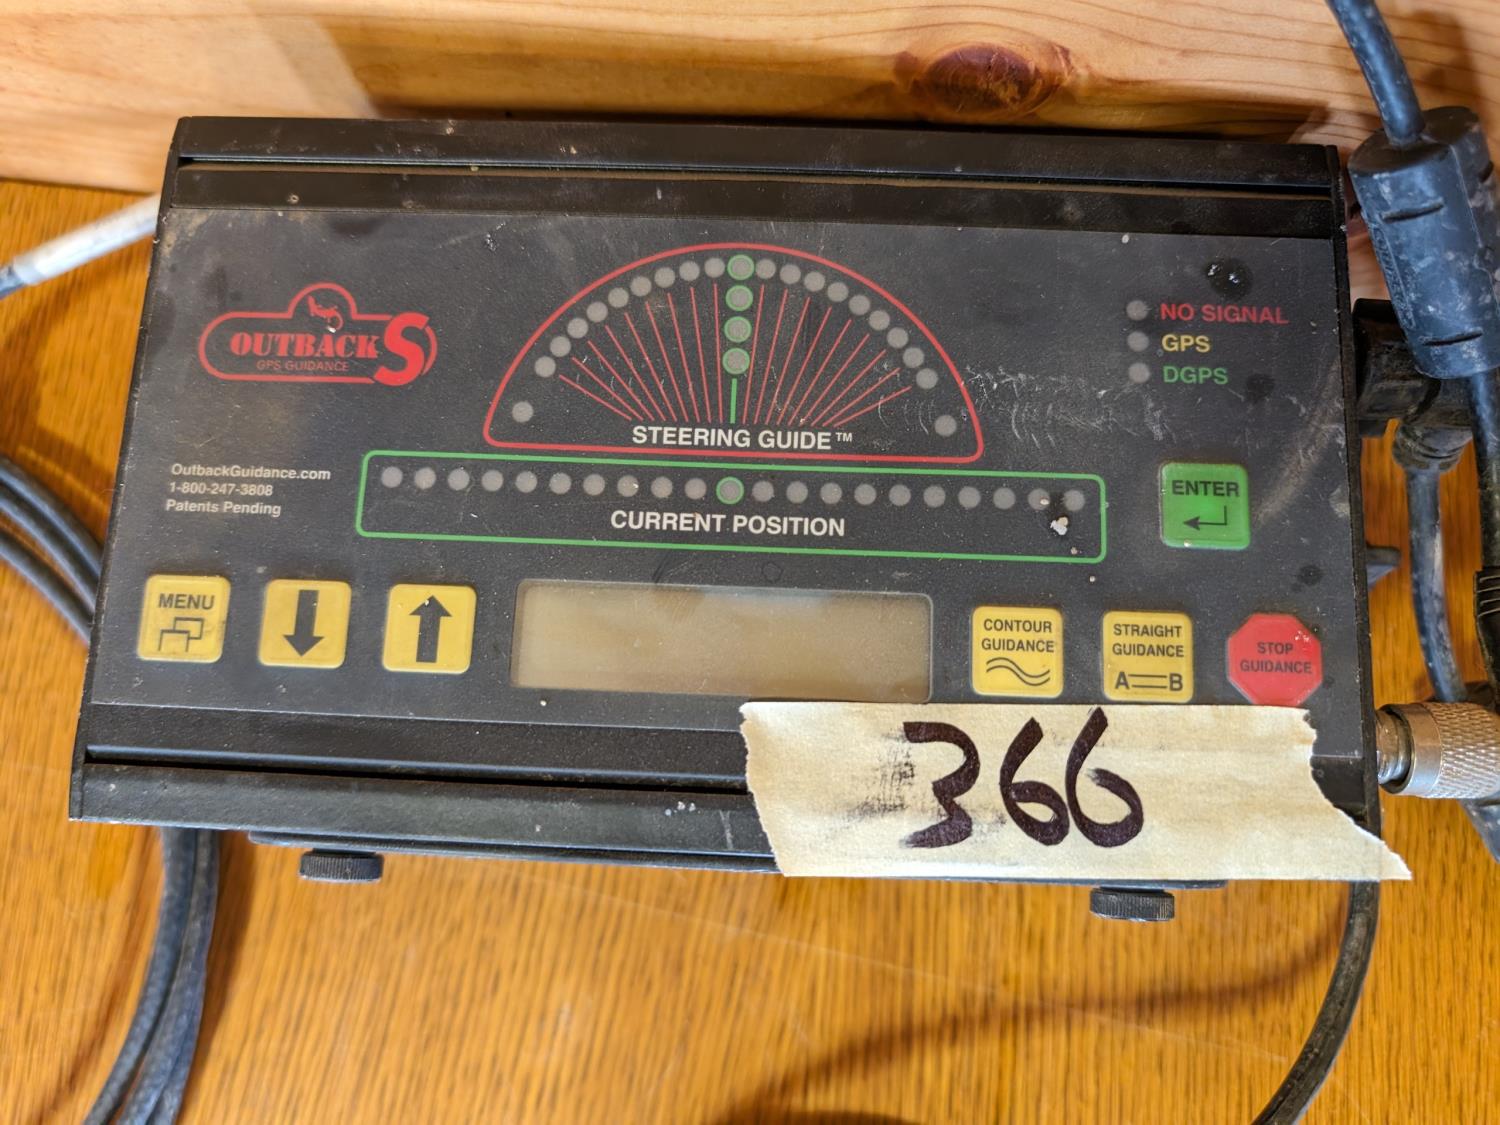 OUTBACK S
GPS GUIDANCE
NO SIGNAL
GPS
DGPS
STEERING GUIDE™
OutbackGuidance.com
1-800-247-3808
Patents Pending
CURRENT POSITION
ENTER
MENU
CONTOUR
GUIDANCE
STRAIGHT
GUIDANCE
A B
STOP
GUIDANCE
366